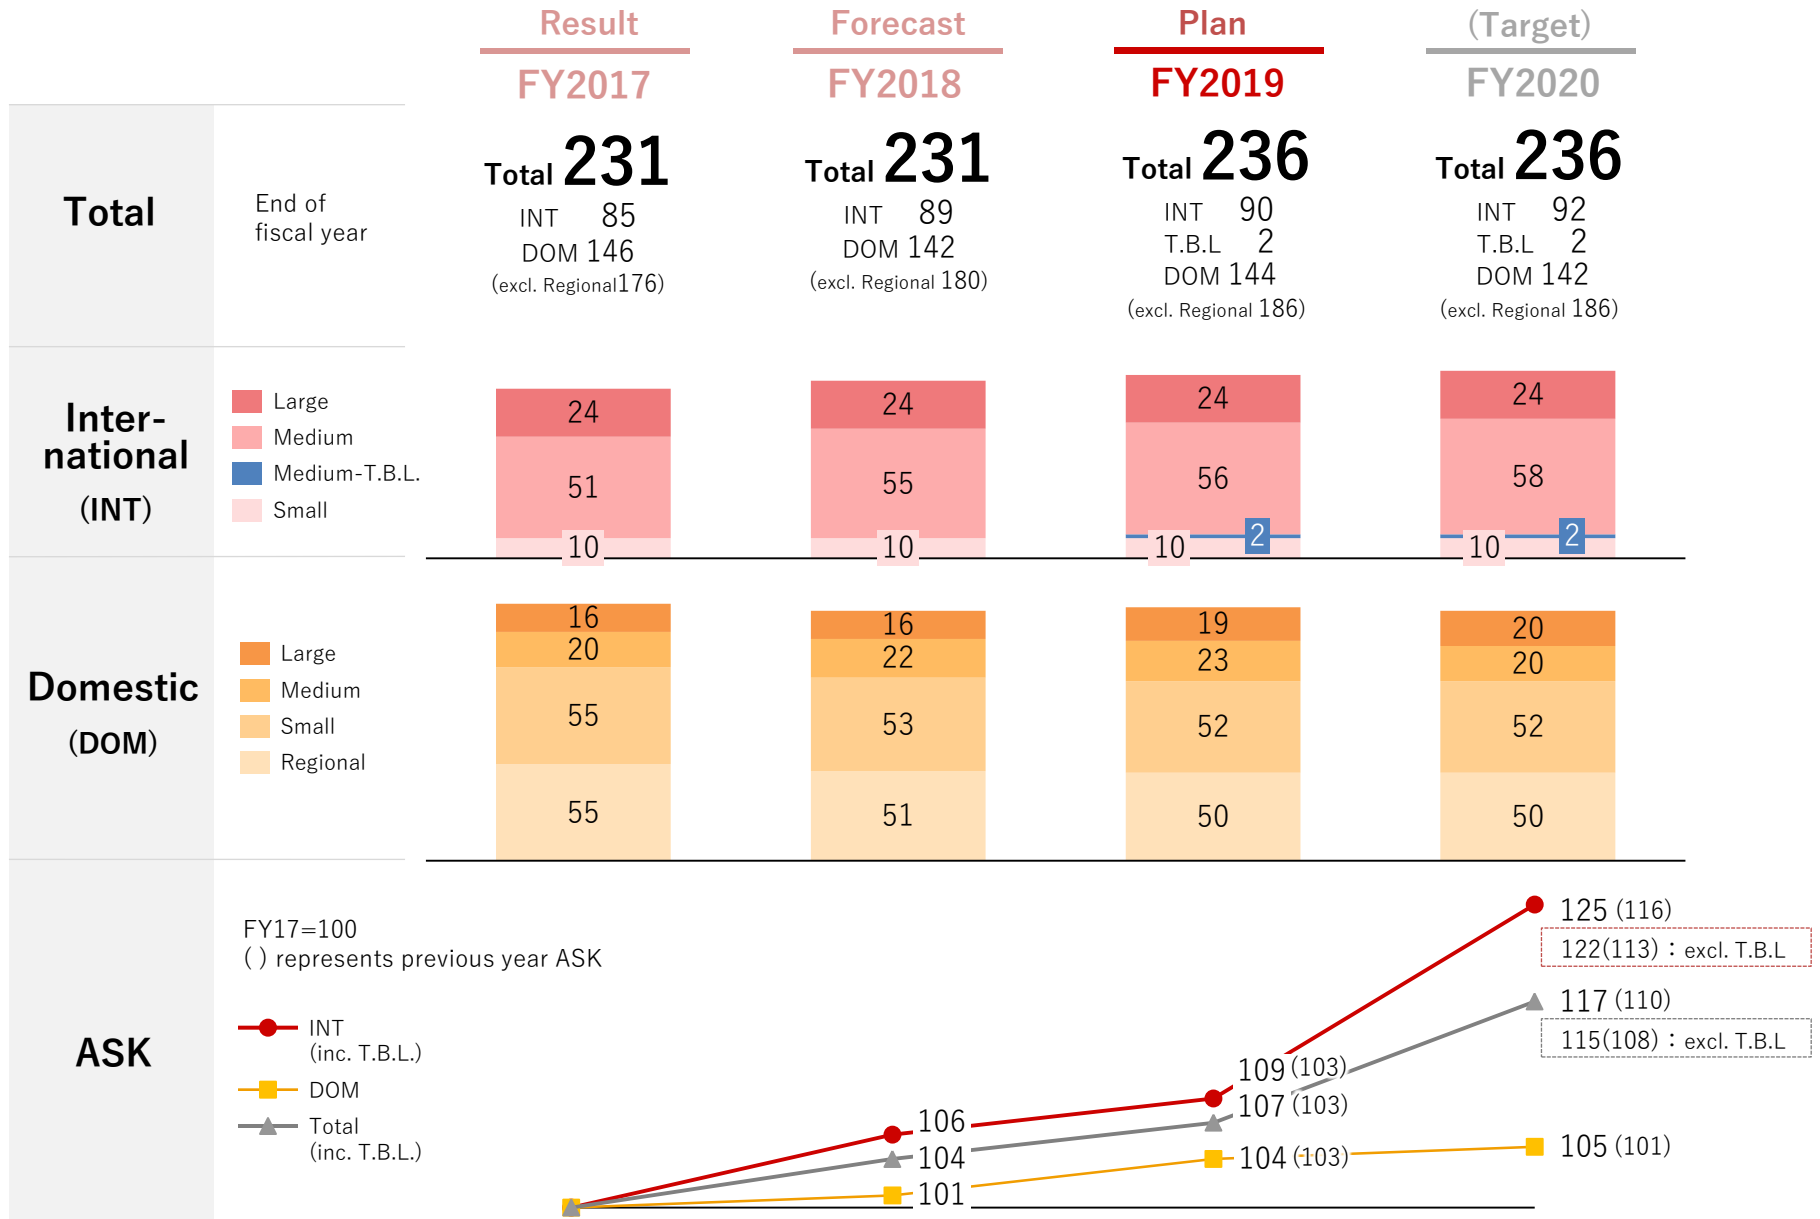 Result
Forecast
Plan
(Target)
FY2017
FY2018
FY2019
FY2020
Total
End of
fiscal year
Total 231
INT 85
DOM 146
(excl. Regional176)
Total 231
INT 89
DOM 142
(excl. Regional 180)
Total 236
INT 90
T.B.L 2
DOM 144
(excl. Regional 186)
Total 236
INT 92
T.B.L 2
DOM 142
(excl. Regional 186)
Inter-
national
(INT)
Large
Medium
Medium-T.B.L.
Small
24
51
10
24
55
10
24
56
10
2
24
58
10
2
Domestic
(DOM)
Large
Medium
Small
Regional
16
20
55
55
16
22
53
51
19
23
52
50
20
20
52
50
ASK
FY17=100
( ) represents previous year ASK
INT
(inc. T.B.L.)
DOM
Total
(inc. T.B.L.)
106
104
101
109 (103)
107 (103)
104 (103)
125 (116)
122(113)：excl. T.B.L
117 (110)
115(108)：excl. T.B.L
105 (101)